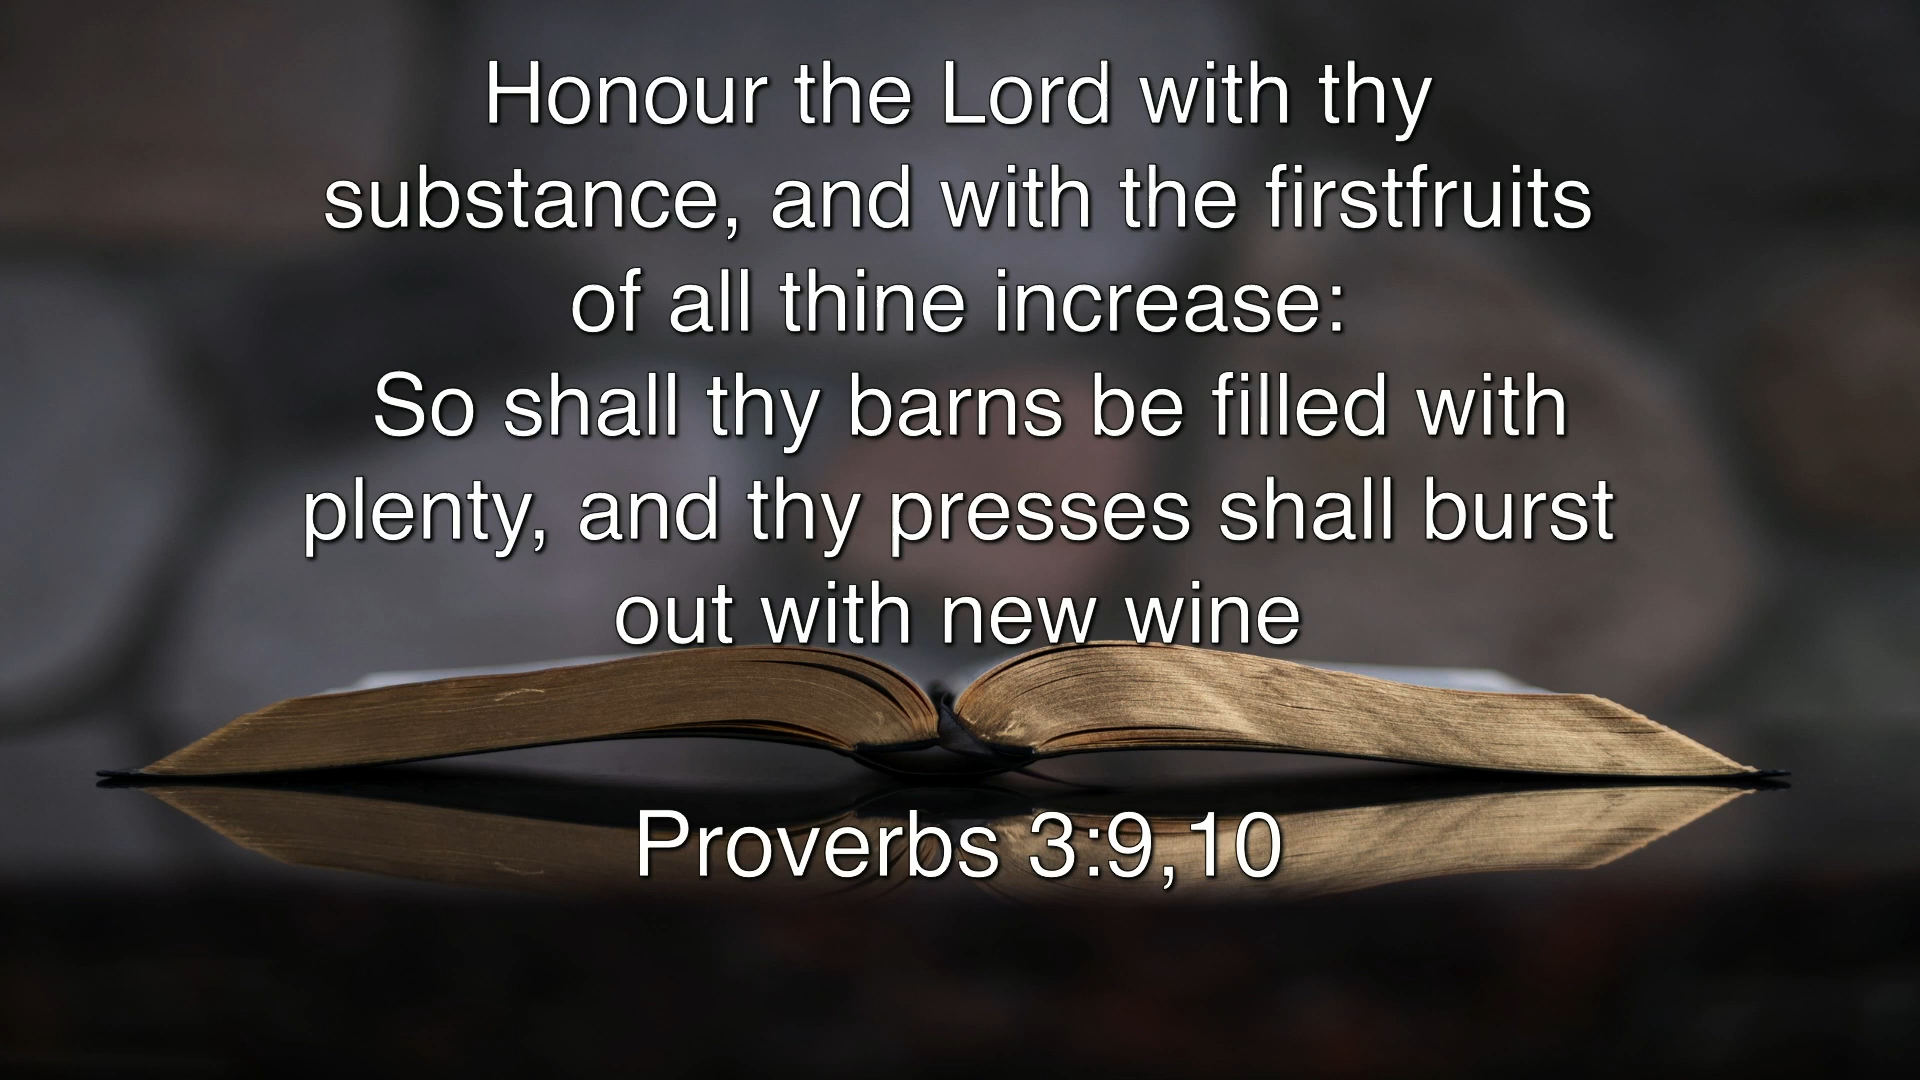 Honour the Lord with thy
substance, and with the firstfruits
of all thine increase:
So shall thy barns be filled with
plenty, and thy presses shall burst
out with new wine
Proverbs 3:9,10